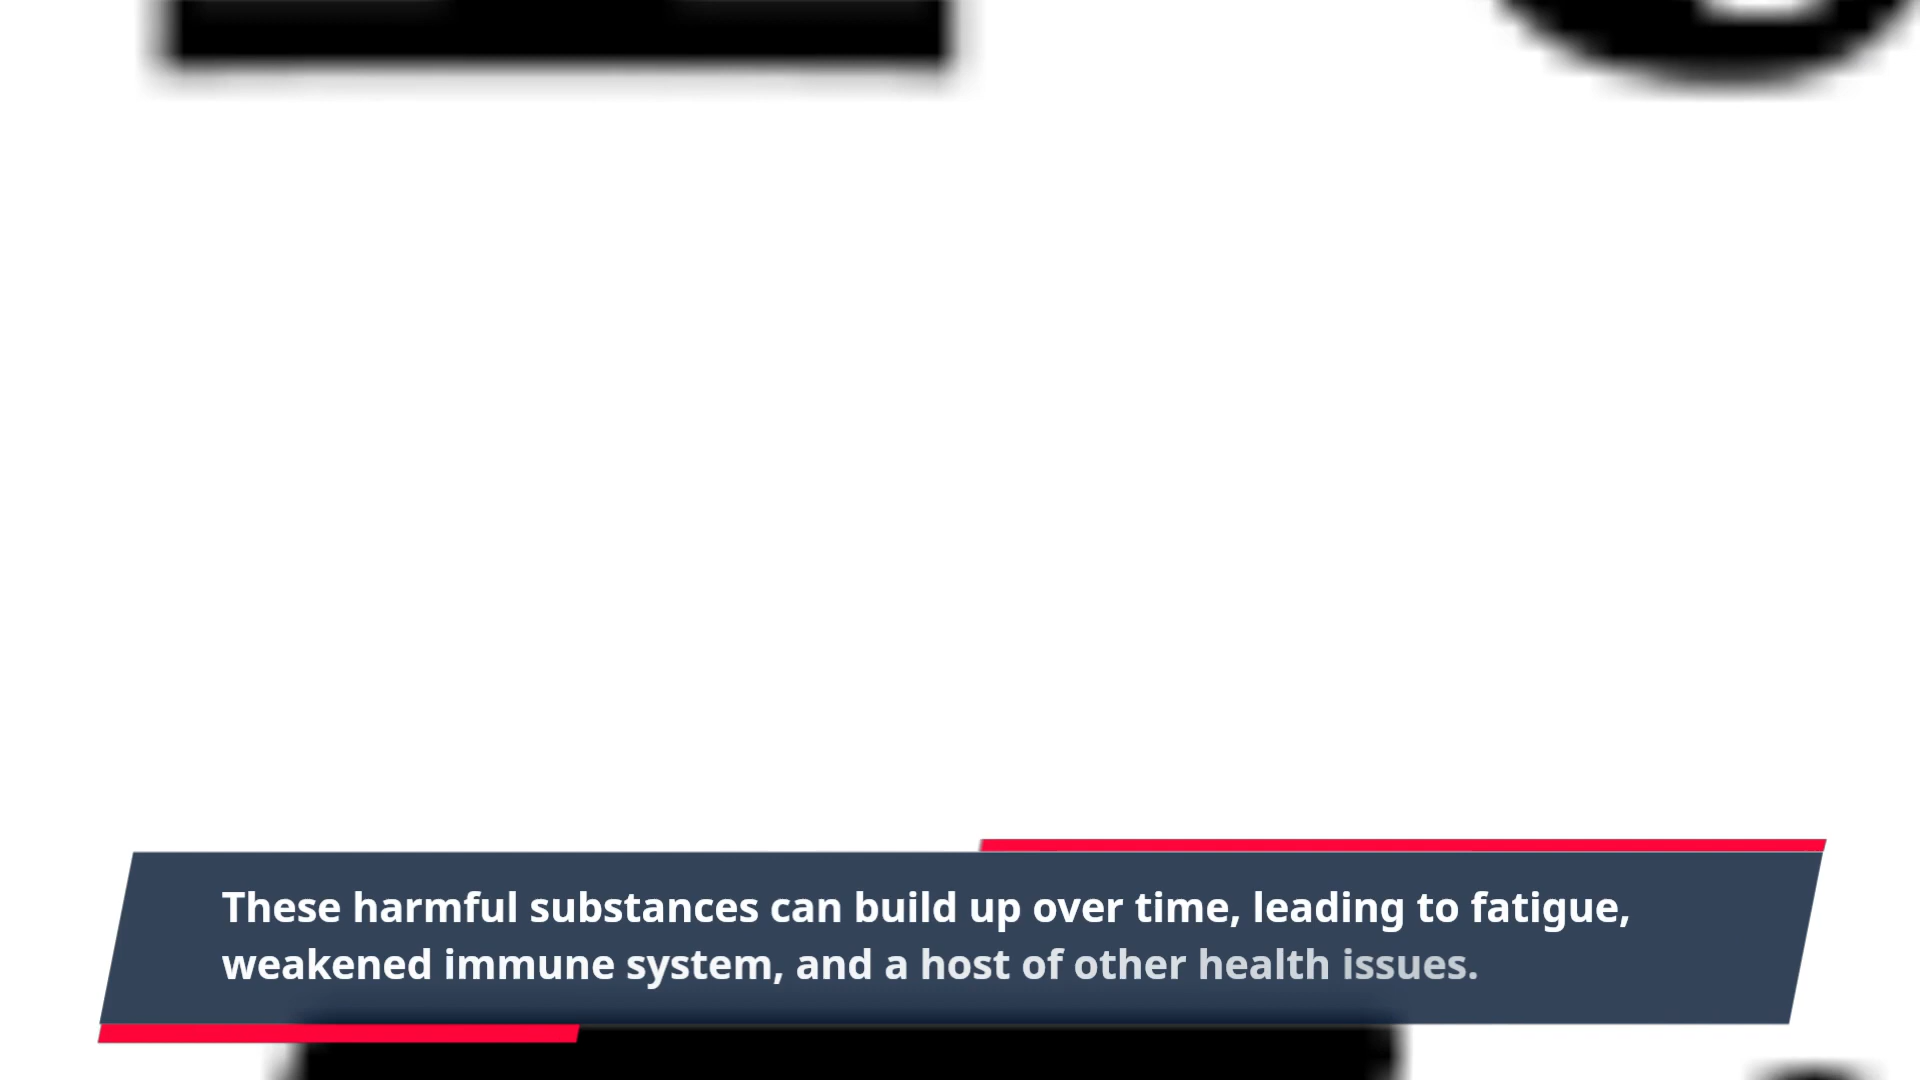 These harmful substances can build up over time, leading to fatigue,
weakened immune system, and a host of other health issues.